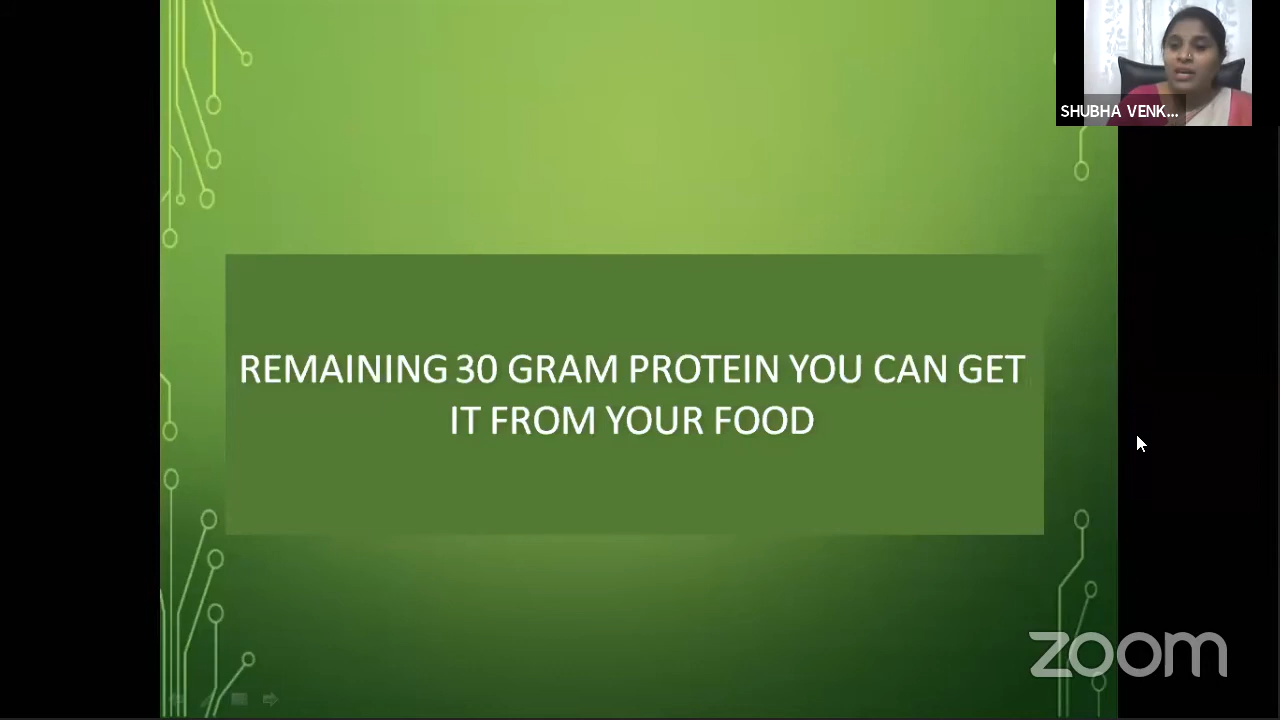 SHUBHA VENK...
REMAINING 30 GRAM PROTEIN YOU CAN GET
IT FROM YOUR FOOD
zoom